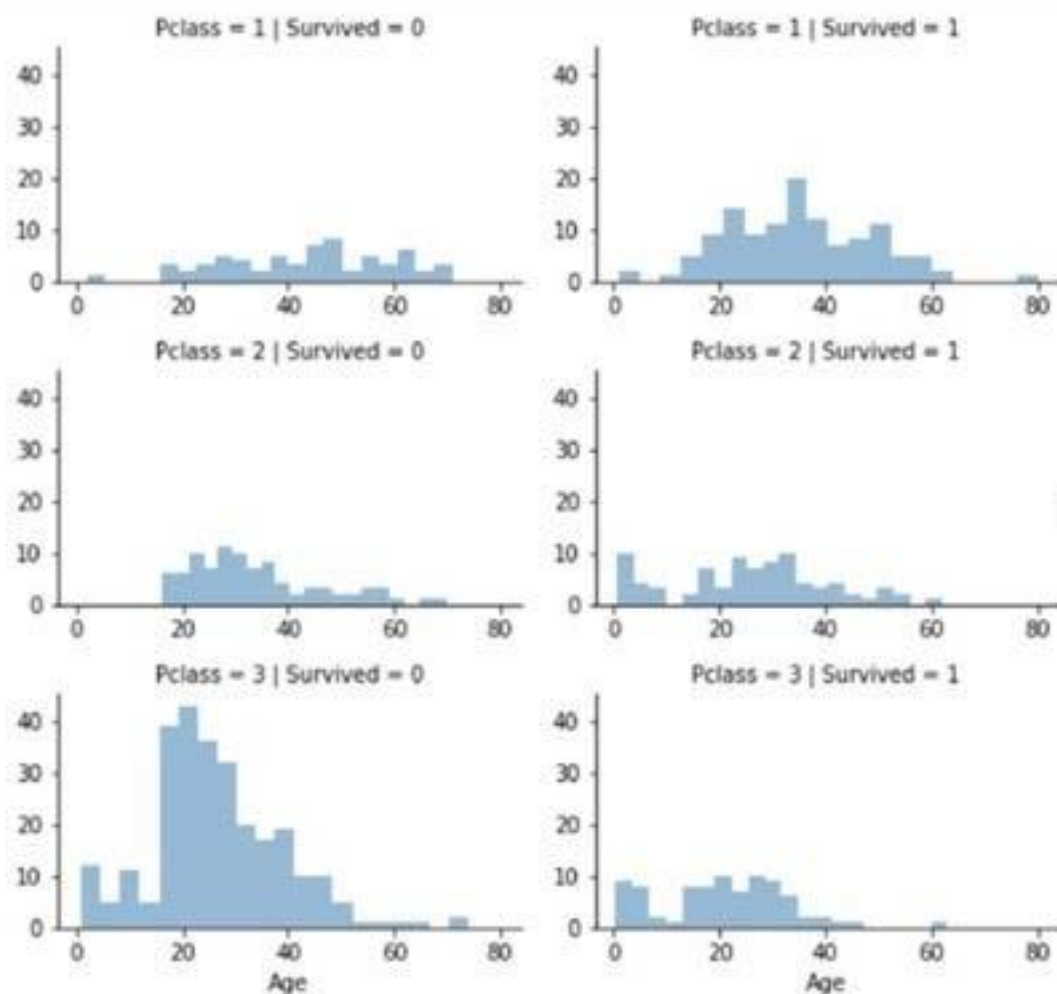 Pclass = 1 | Survived = 0
Pclass = 1 | Survived = 1
40
30
20
10
0
0 20 40 60 80
40
30
20
10
0
0 20 40 60 80
Pclass = 2 | Survived = 0
Pclass = 2 | Survived = 1
40
30
20
10
0
0 20 40 60 80
40
30
20
10
0
0 20 40 60 80
Pclass = 3 | Survived = 0
Pclass = 3 | Survived = 1
40
30
20
10
0
0 20 40 60 80
Age
40
30
20
10
0
0 20 40 60 80
Age